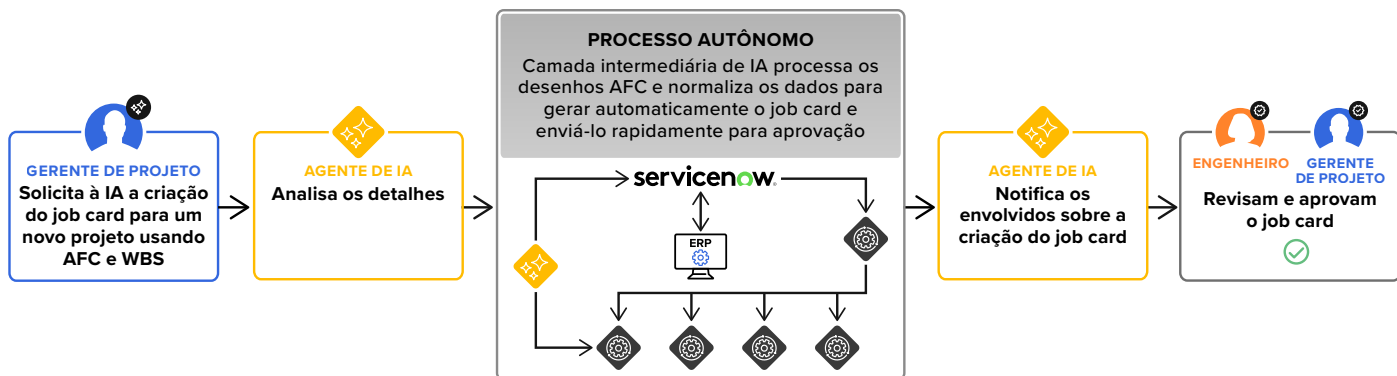 GERENTE DE PROJETO
Solicita à IA a criação
do job card para um
novo projeto usando
AFC e WBS
AGENTE DE IA
Analisa os detalhes
PROCESSO AUTÔNOMO
Camada intermediária de IA processa os
desenhos AFC e normaliza os dados para
gerar automaticamente o job card e
enviá-lo rapidamente para aprovação
servicenow
ERP
AGENTE DE IA
Notifica os
envolvidos sobre a
criação do job card
ENGENHEIRO
GERENTE
DE PROJETO
Revisam e aprovam
o job card